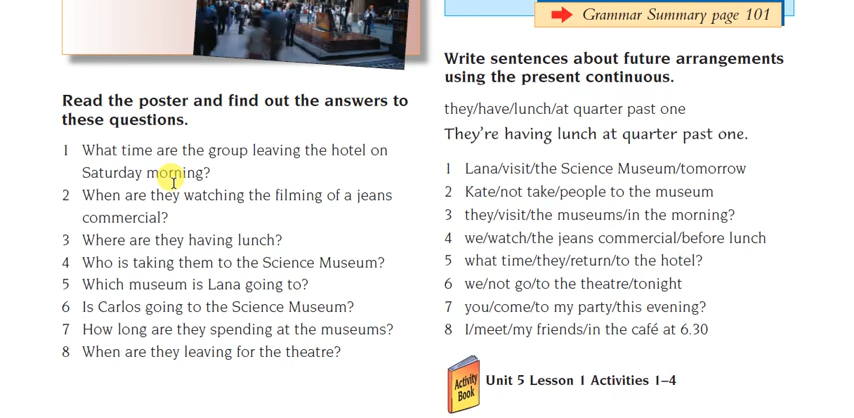 Read the poster and find out the answers to
these questions.
1 What time are the group leaving the hotel on
Saturday morning?
2 When are they watching the filming of a jeans
commercial?
3 Where are they having lunch?
4 Who is taking them to the Science Museum?
5 Which museum is Lana going to?
6 Is Carlos going to the Science Museum?
7 How long are they spending at the museums?
8 When are they leaving for the theatre?
Grammar Summary page 101
Write sentences about future arrangements
using the present continuous.
they/have/lunch/at quarter past one
They're having lunch at quarter past one.
1 Lana/visit/the Science Museum/tomorrow
2 Kate/not take/people to the museum
3 they/visit/the museums/in the morning?
4 we/watch/the jeans commercial/before lunch
5 what time/they/return/to the hotel?
6 we/not go/to the theatre/tonight
7 you/come/to my party/this evening?
8 I/meet/my friends/in the café at 6.30
Activity
Book
Unit 5 Lesson 1 Activities 1–4